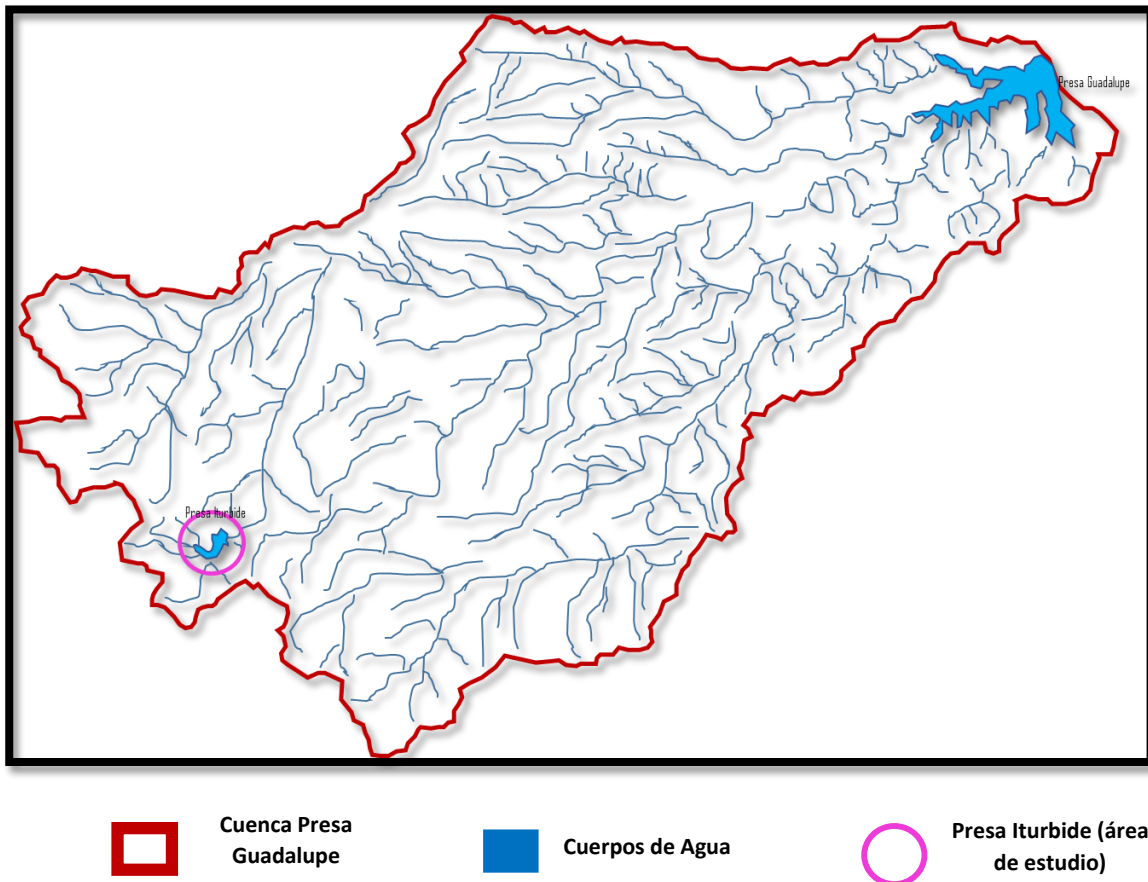 Presa Guadalupe
Presa Iturbide
Cuenca Presa
Guadalupe
Cuerpos de Agua
Presa Iturbide (área
de estudio)